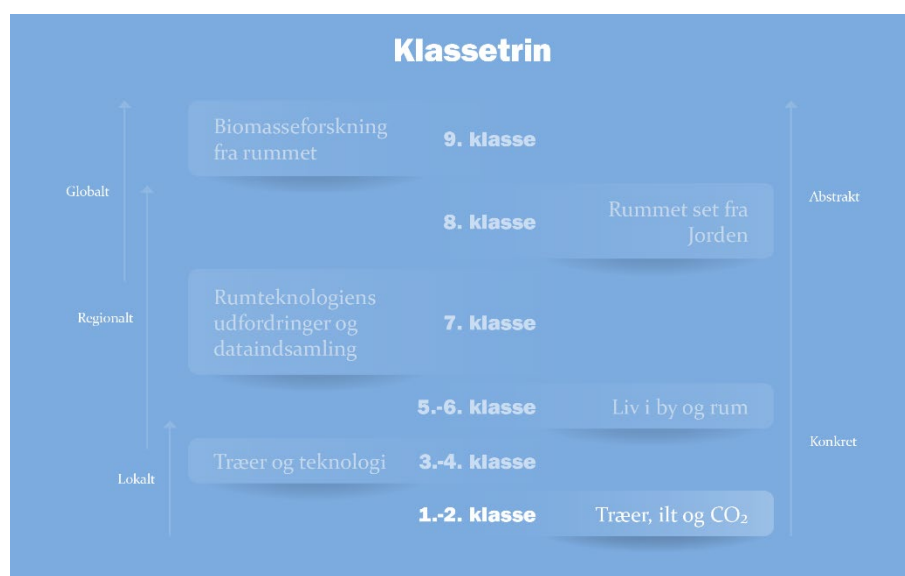 Klassetrin
Biomasseforskning
fra rummet
9. klasse
Globalt
Abstrakt
8. klasse
Rummet set fra
Jorden
Rumteknologiens
udfordringer og
dataindsamling
7. klasse
Regionalt
5.-6. klasse
Liv i by og rum
Konkret
Træer og teknologi
3.-4. klasse
Lokalt
1.-2. klasse
Træer, ilt og CO₂